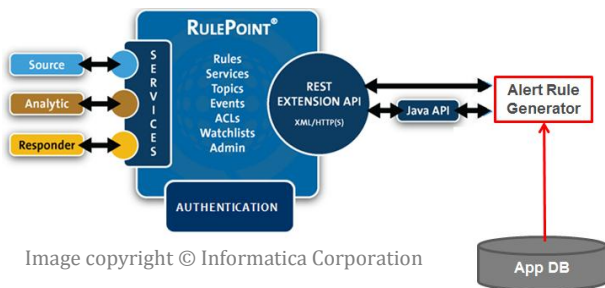 RULEPOINT®
Source
Analytic
Responder
SERVICES
Rules
Services
Topics
Events
ACLs
Watchlists
Admin
REST
EXTENSION API
XML/HTTP(S)
Java API
Alert Rule
Generator
AUTHENTICATION
Image copyright © Informatica Corporation
App DB